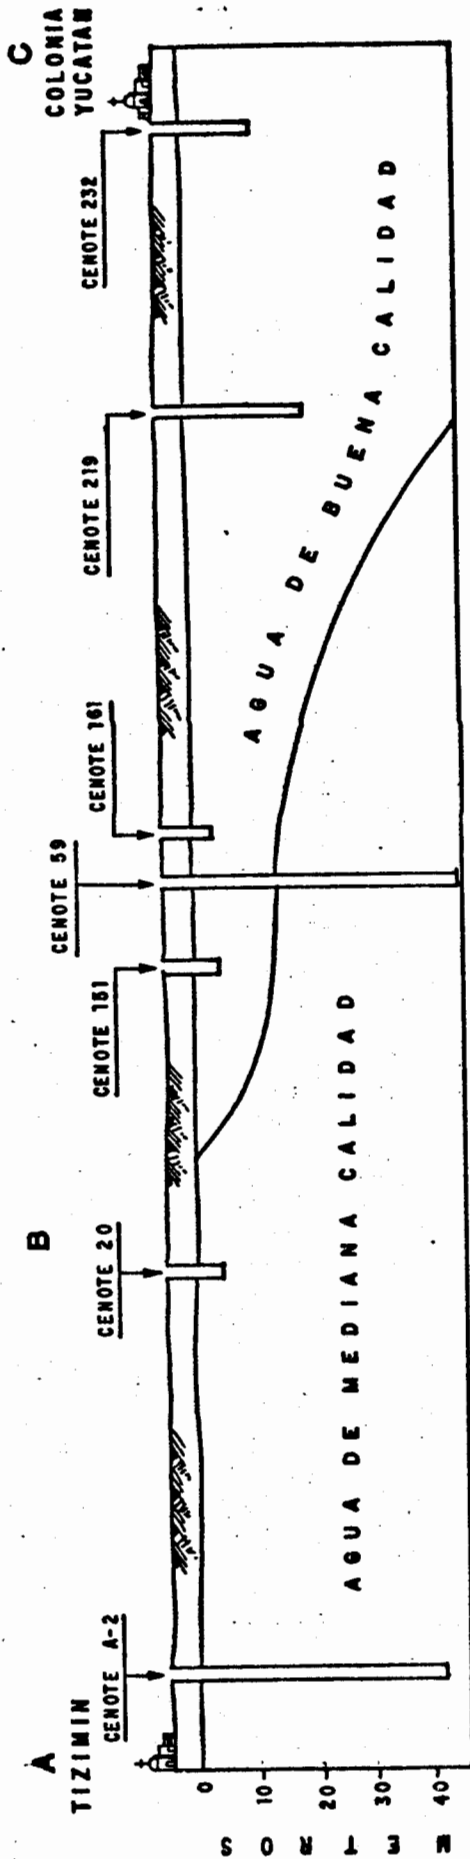 A
B
C
TIZIMIN
COLONIA
YUCATAN
CENOTE A-2
CENOTE 20
CENOTE 151
CENOTE 59
CENOTE 161
CENOTE 219
CENOTE 232
AGUA DE BUENA CALIDAD
AGUA DE MEDIANA CALIDAD
0
10
20
30
40
METROS